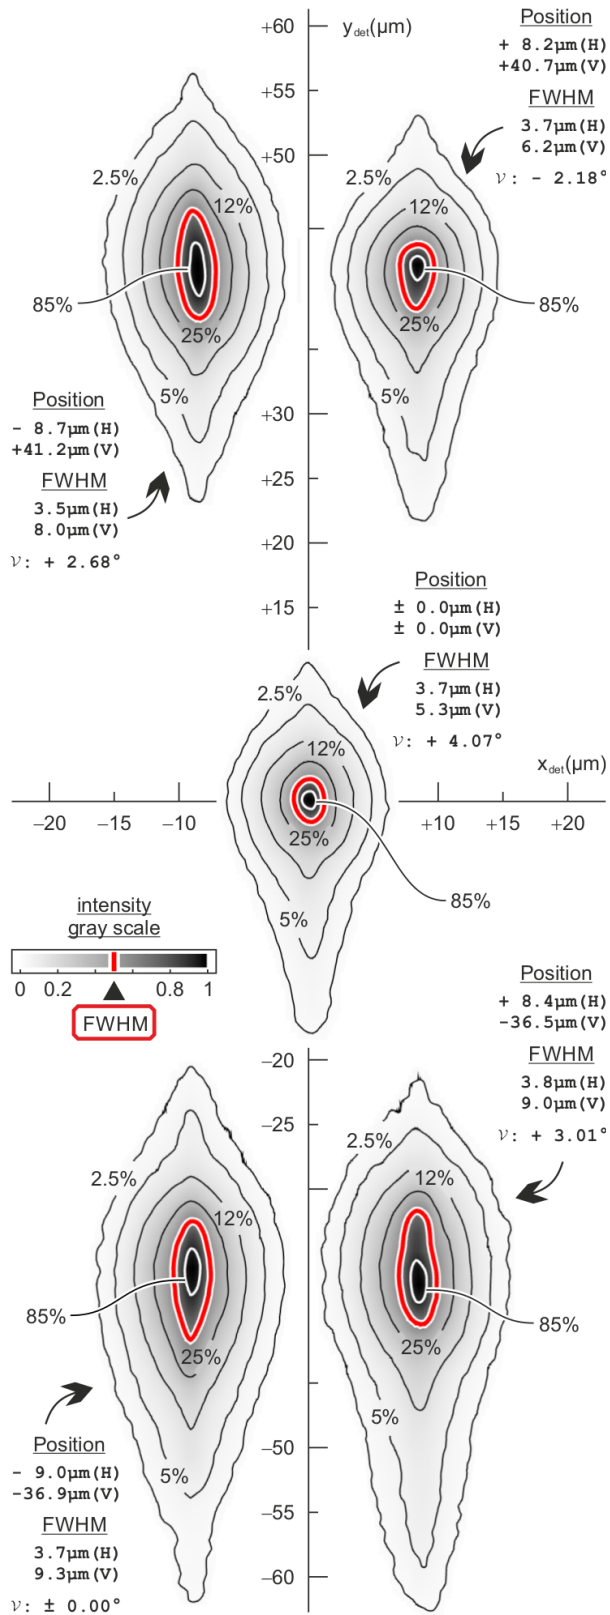 +60
y_det(µm)
Position
+ 8.2µm(H)
+40.7µm(V)
+55
FWHM
3.7µm(H)
6.2µm(V)
+50
ν: - 2.18°
2.5%
12%
2.5%
12%
85%
85%
25%
25%
5%
5%
Position
- 8.7µm(H)
+41.2µm(V)
FWHM
3.5µm(H)
8.0µm(V)
ν: + 2.68°
+30
+25
+20
+15
Position
± 0.0µm(H)
± 0.0µm(V)
FWHM
3.7µm(H)
5.3µm(V)
ν: + 4.07°
2.5%
12%
x_det(µm)
−20 −15 −10 +10 +15 +20
25%
85%
5%
intensity
gray scale
0 0.2 0.8 1
FWHM
Position
+ 8.4µm(H)
-36.5µm(V)
FWHM
3.8µm(H)
9.0µm(V)
ν: + 3.01°
−20
−25
2.5%
12%
2.5%
12%
85%
85%
25%
25%
5%
5%
Position
- 9.0µm(H)
-36.9µm(V)
FWHM
3.7µm(H)
9.3µm(V)
ν: ± 0.00°
−50
−55
−60